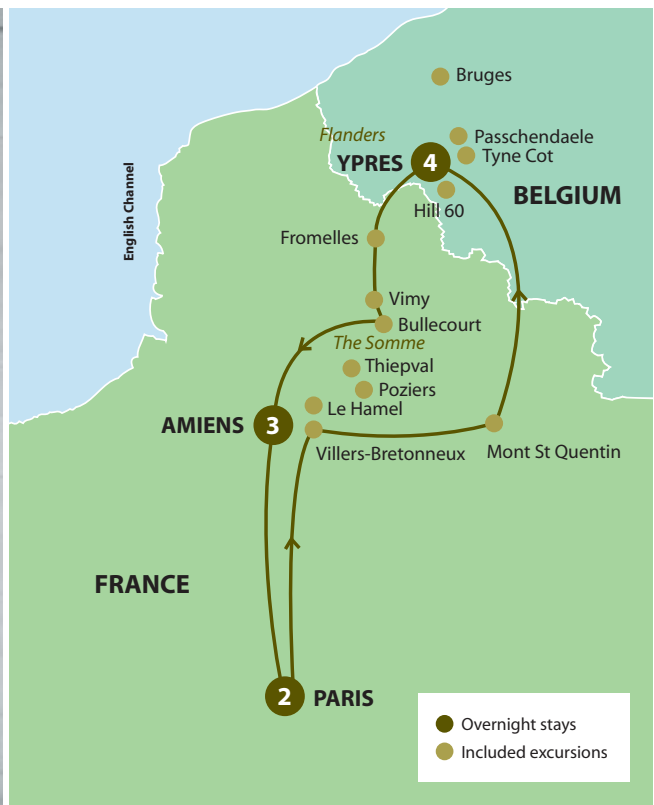 Bruges
Flanders
Passchendaele
YPRES
4
Tyne Cot
BELGIUM
Hill 60
English Channel
Fromelles
Vimy
Bullecourt
The Somme
Thiepval
Poziers
Le Hamel
AMIENS
3
Villers-Bretonneux
Mont St Quentin
FRANCE
2
PARIS
Overnight stays
Included excursions